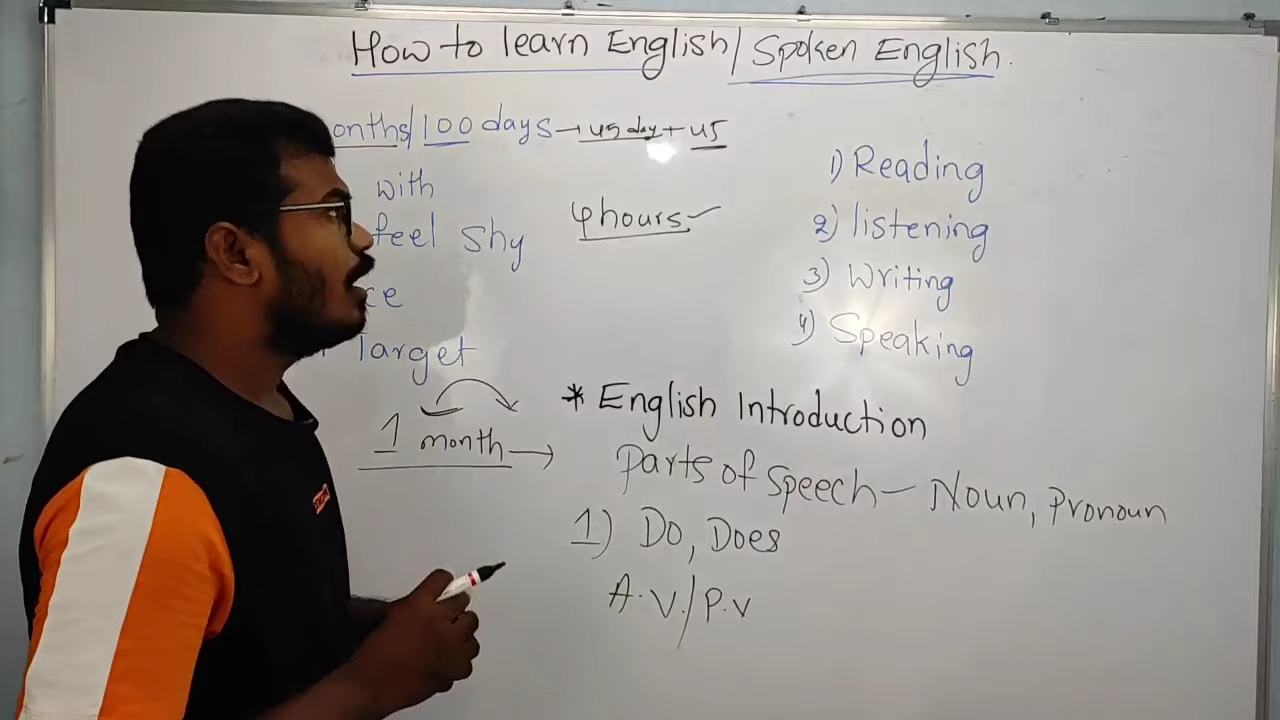 How to learn English/ Spoken English.
onths/100 days → 45 day + 45
with
feel shy
4 hours
ce
Target
1) Reading
2) listening
3) Writing
4) Speaking
1 month →
* English Introduction
Parts of Speech - Noun, Pronoun
1) Do, Does
A.V./P.V